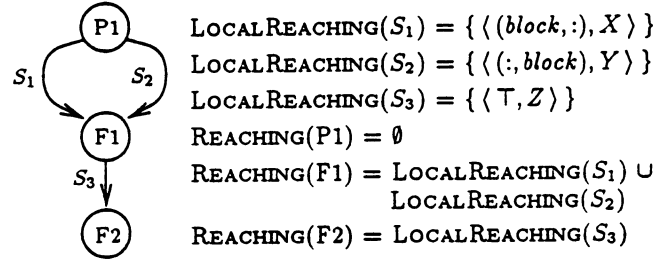 P1
S₁
S₂
F1
S₃
F2
LOCALREACHING(S₁) = { ⟨ (block, :), X ⟩ }
LOCALREACHING(S₂) = { ⟨ (:, block), Y ⟩ }
LOCALREACHING(S₃) = { ⟨ ⊤, Z ⟩ }
REACHING(P1) = ∅
REACHING(F1) = LOCALREACHING(S₁) ∪
LOCALREACHING(S₂)
REACHING(F2) = LOCALREACHING(S₃)